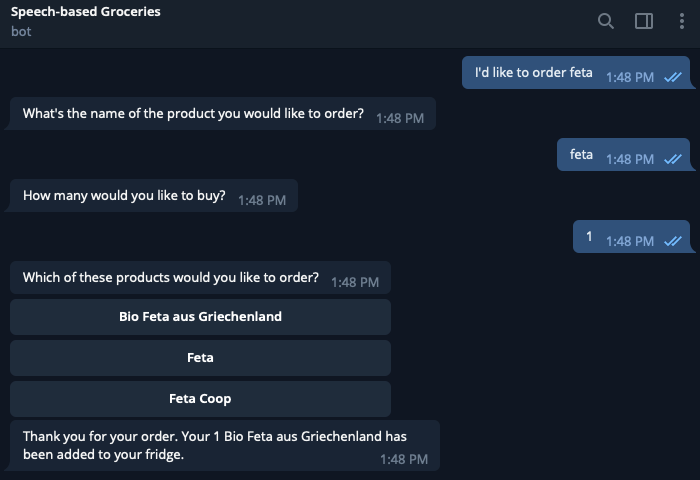 Speech-based Groceries
bot
I'd like to order feta 1:48 PM
What's the name of the product you would like to order? 1:48 PM
feta 1:48 PM
How many would you like to buy? 1:48 PM
1 1:48 PM
Which of these products would you like to order? 1:48 PM
Bio Feta aus Griechenland
Feta
Feta Coop
Thank you for your order. Your 1 Bio Feta aus Griechenland has
been added to your fridge. 1:48 PM